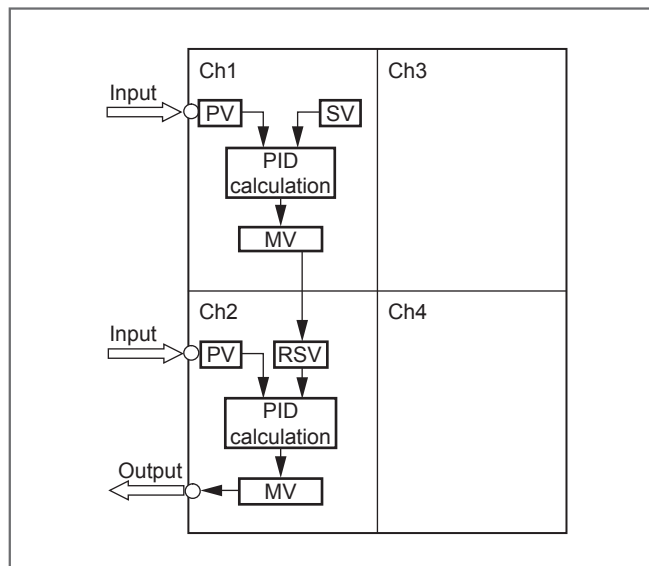 Ch1
Input
PV
SV
PID
calculation
MV
Ch3
Ch2
Input
PV
RSV
PID
calculation
Output
MV
Ch4